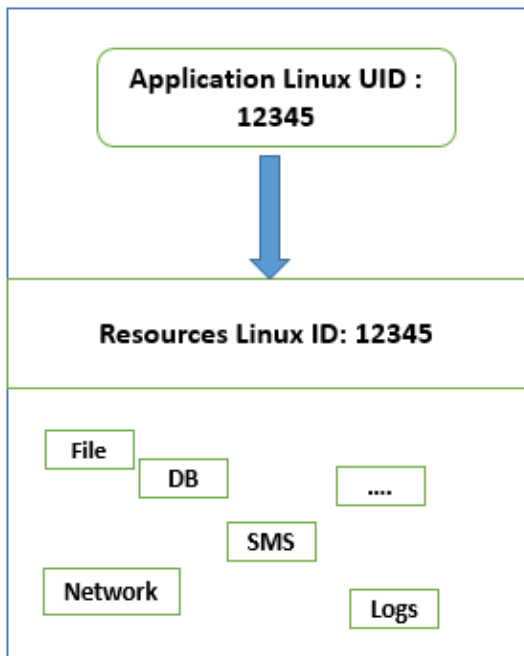 Application Linux UID :
12345
Resources Linux ID: 12345
File
DB
....
SMS
Network
Logs